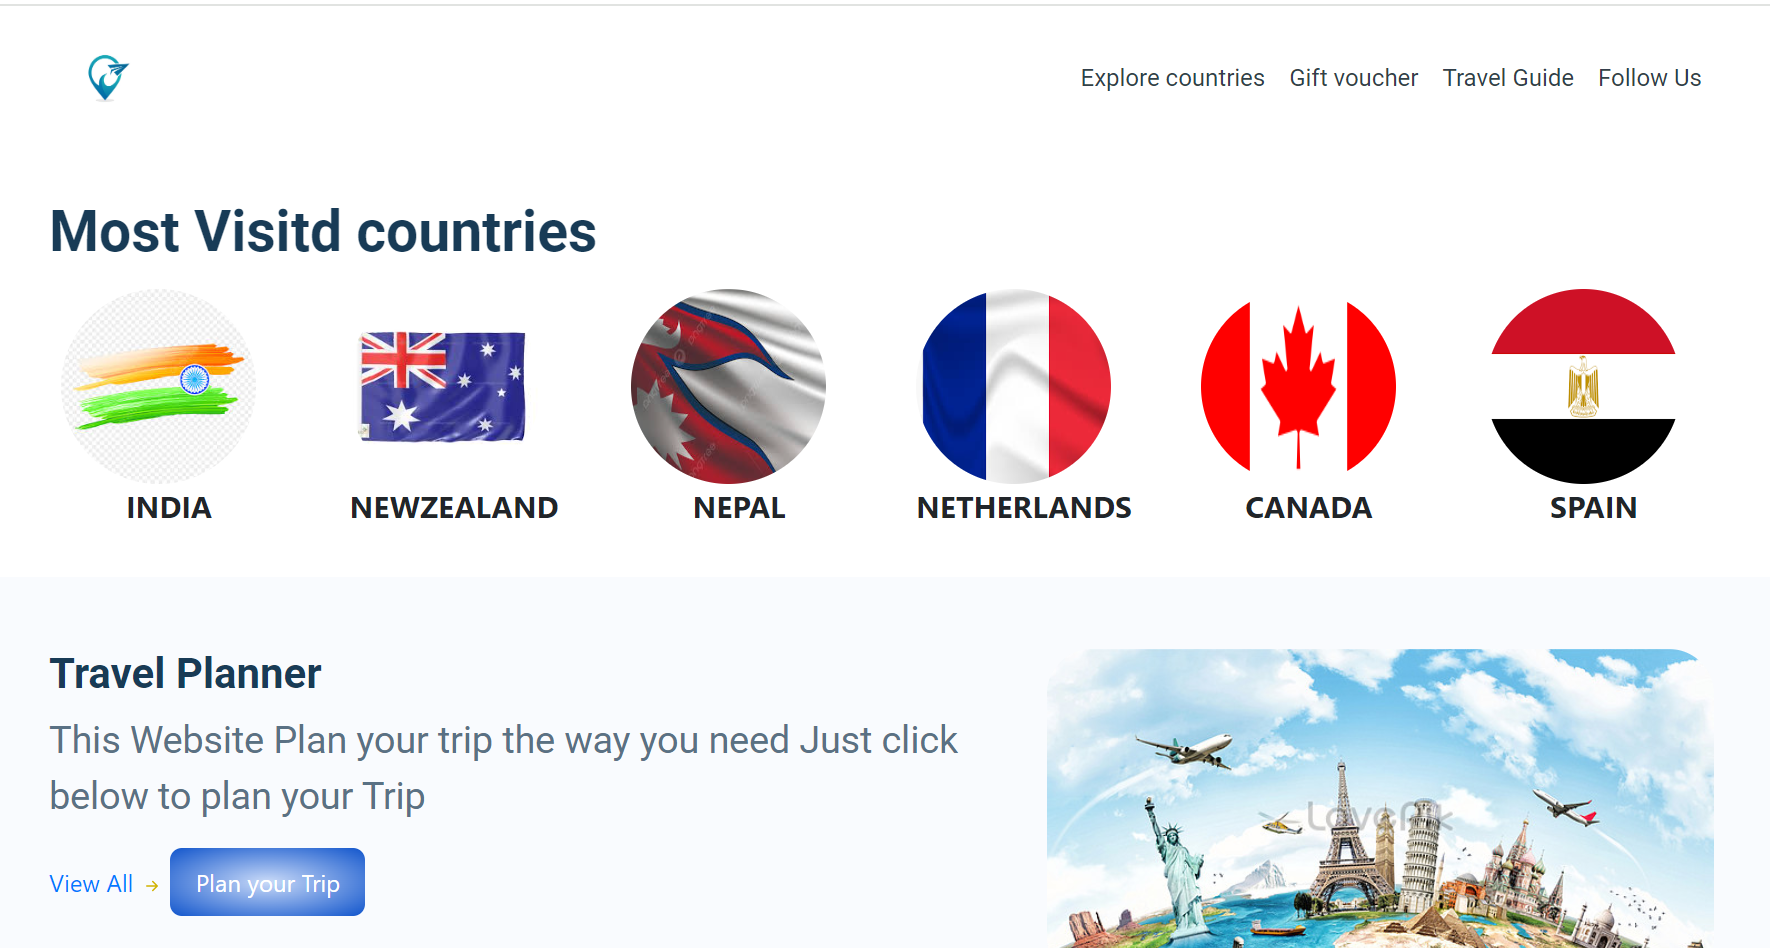 Explore countries Gift voucher Travel Guide Follow Us
Most Visitd countries
INDIA NEWZEALAND NEPAL NETHERLANDS CANADA SPAIN
Travel Planner
This Website Plan your trip the way you need Just click
below to plan your Trip
View All → Plan your Trip